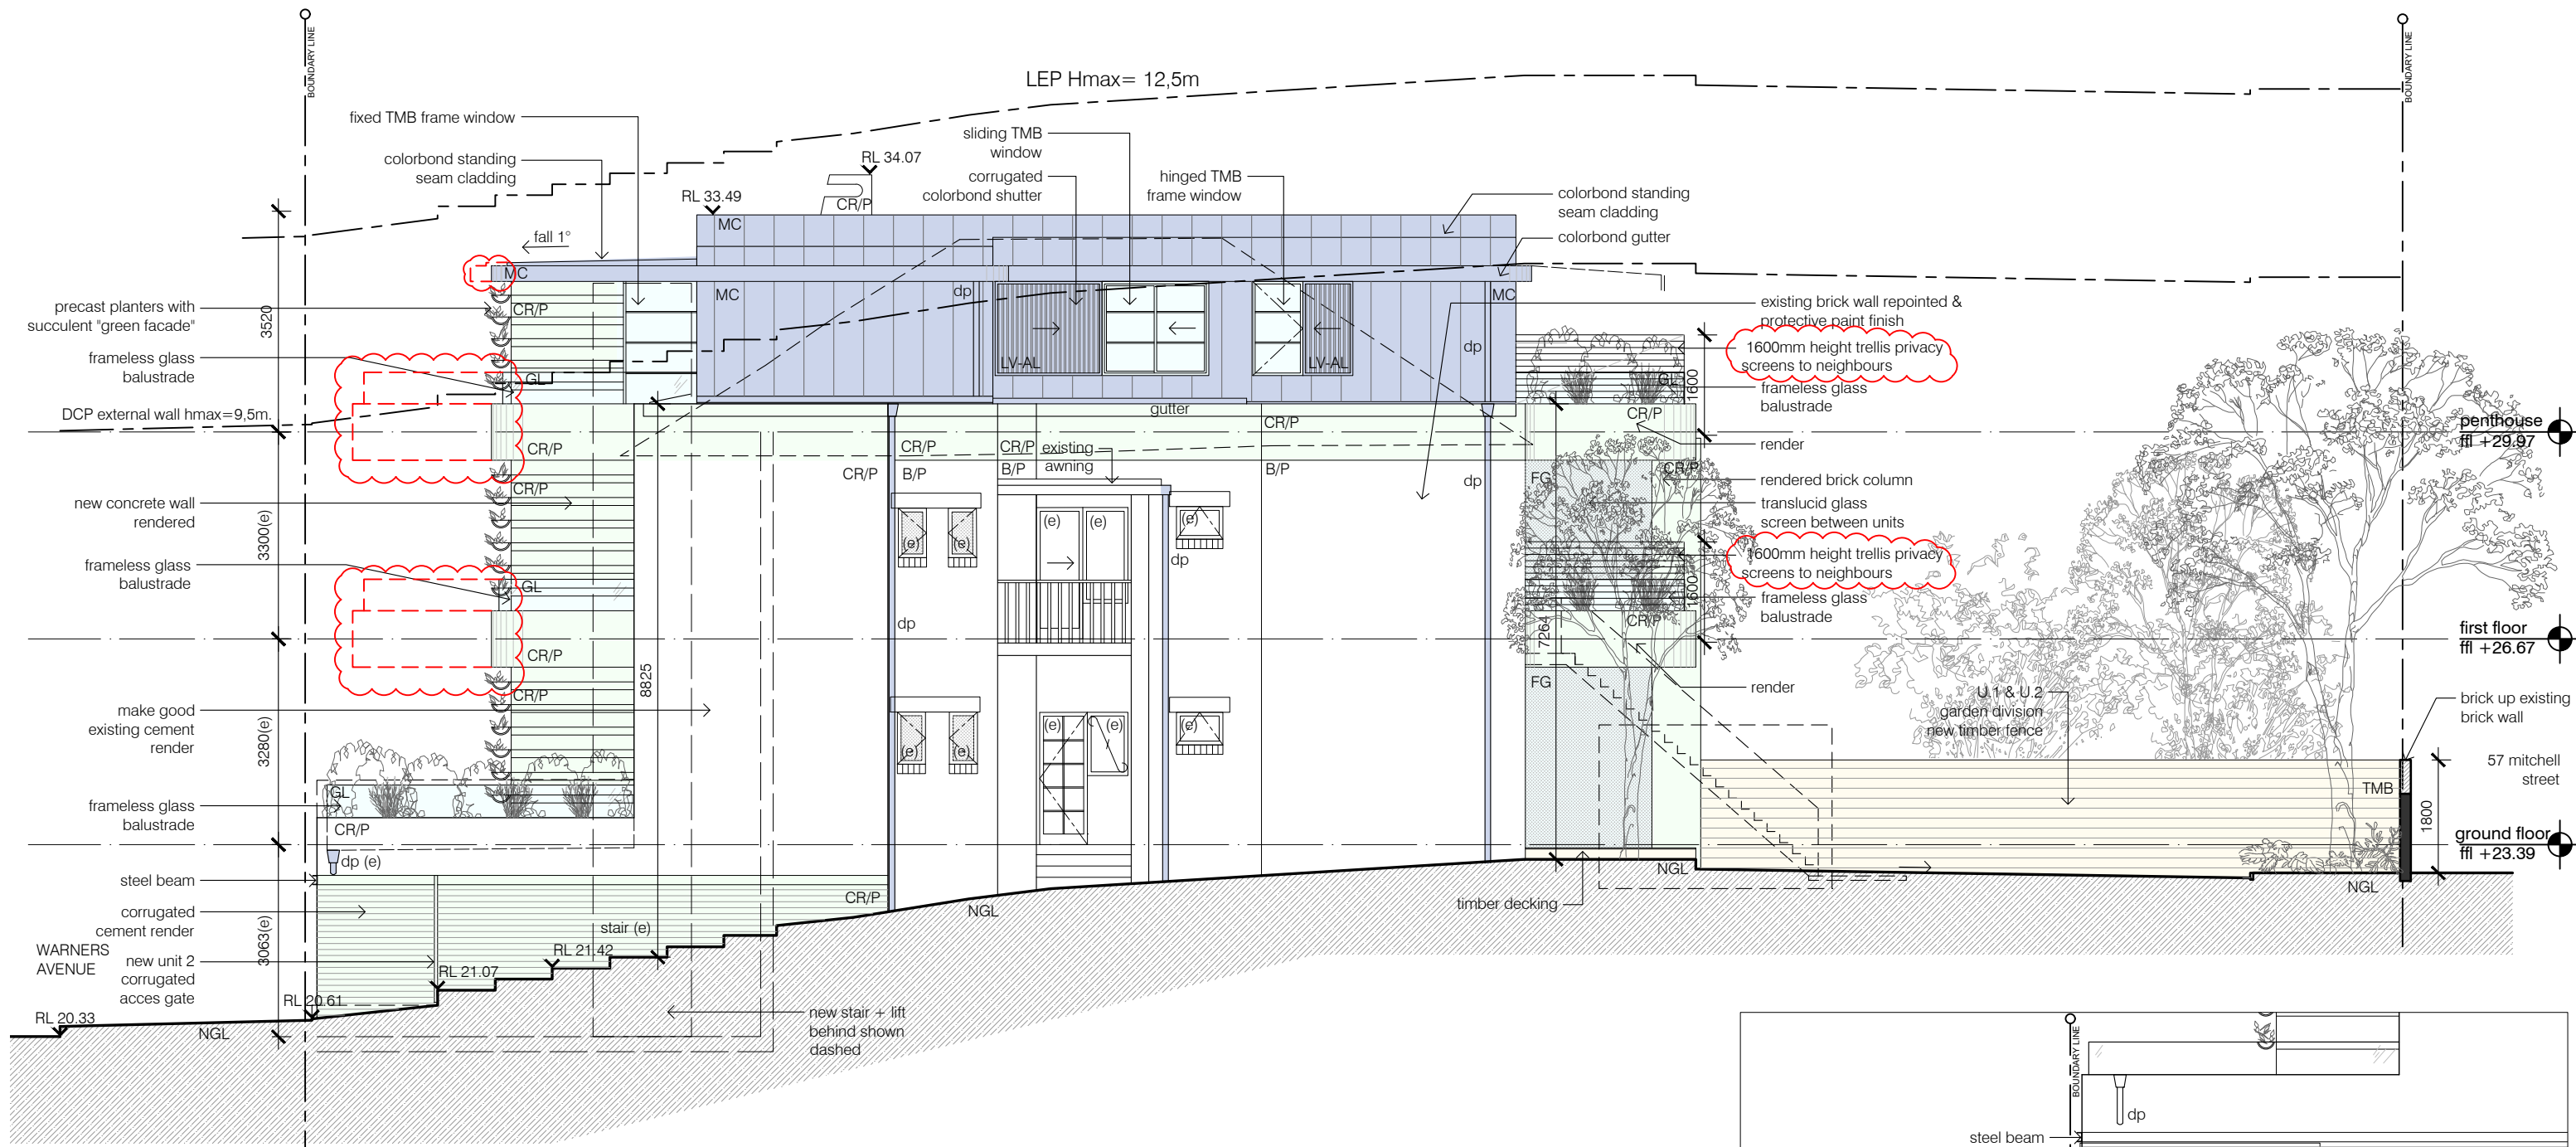 BOUNDARY LINE
BOUNDARY LINE
LEP Hmax= 12,5m
fixed TMB frame window
colorbond standing
seam cladding
RL 34.07
CR/P
RL 33.49
sliding TMB
window
corrugated
colorbond shutter
hinged TMB
frame window
colorbond standing
seam cladding
colorbond gutter
fall 1°
MC
MC
MC
MC
dp
dp
LV-AL
LV-AL
precast planters with
succulent "green facade"
frameless glass
balustrade
DCP external wall hmax=9,5m.
3520
CR/P
GL
CR/P
CR/P
new concrete wall
rendered
3300(e)
frameless glass
balustrade
GL
CR/P
CR/P
make good
existing cement
render
3280(e)
8825
frameless glass
balustrade
GL
CR/P
dp (e)
steel beam
corrugated
cement render
WARNERS
AVENUE
new unit 2
corrugated
acces gate
3063(e)
CR/P
stair (e)
RL 21.42
RL 21.07
RL 20.61
RL 20.33
NGL
NGL
new stair + lift
behind shown
dashed
gutter
CR/P
CR/P
CR/P
CR/P
B/P
B/P
B/P
existing
awning
(e)
(e)
(e)
(e)
(e)
(e)
(e)
(e)
(e)
(e)
dp
dp
dp
existing brick wall repointed &
protective paint finish
1600mm height trellis privacy
screens to neighbours
frameless glass
balustrade
GL
1600
CR/P
render
CR/P
FG
rendered brick column
translucid glass
screen between units
1600mm height trellis privacy
screens to neighbours
frameless glass
balustrade
1600
CR/P
7264
FG
render
U.1 & U.2
garden division
new timber fence
NGL
timber decking
penthouse
ffl +29.97
first floor
ffl +26.67
brick up existing
brick wall
57 mitchell
street
TMB
1800
ground floor
ffl +23.39
NGL
BOUNDARY LINE
dp
steel beam